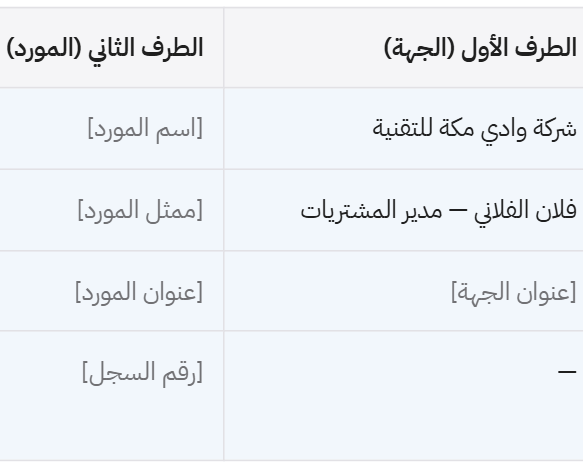 الطرف الأول (الجهة) الطرف الثاني (المورد)
شركة وادي مكة للتقنية [اسم المورد]
فلان الفلاني — مدير المشتريات [ممثل المورد]
[عنوان الجهة] [عنوان المورد]
— [رقم السجل]